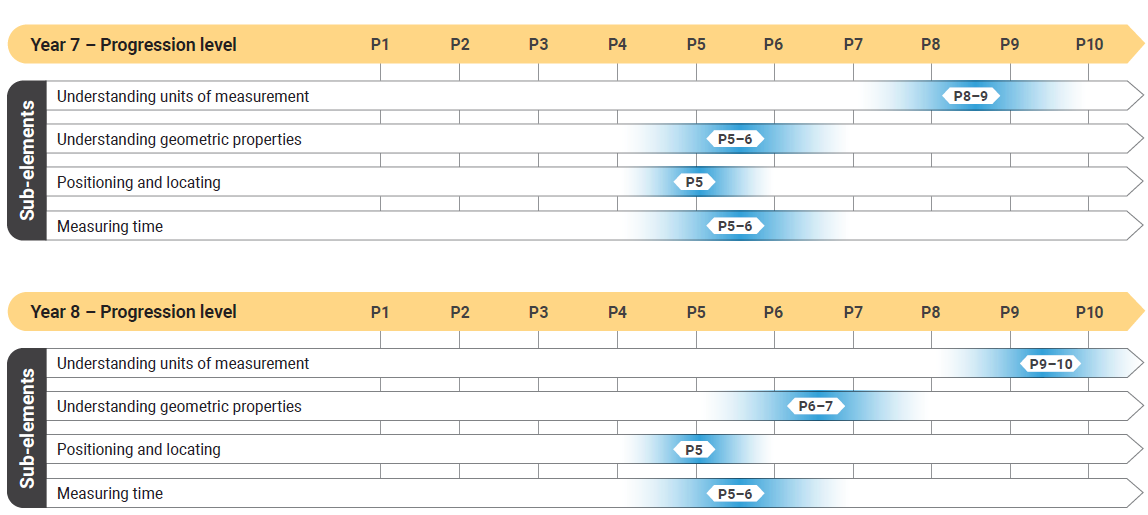 Year 7 – Progression level P1 P2 P3 P4 P5 P6 P7 P8 P9 P10
Sub-elements
Understanding units of measurement P8–9
Understanding geometric properties P5–6
Positioning and locating P5
Measuring time P5–6
Year 8 – Progression level P1 P2 P3 P4 P5 P6 P7 P8 P9 P10
Sub-elements
Understanding units of measurement P9–10
Understanding geometric properties P6–7
Positioning and locating P5
Measuring time P5–6